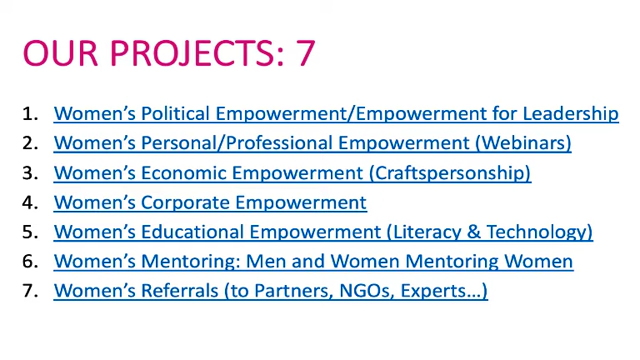 OUR PROJECTS: 7
1. Women’s Political Empowerment/Empowerment for Leadership
2. Women’s Personal/Professional Empowerment (Webinars)
3. Women’s Economic Empowerment (Craftspersonship)
4. Women’s Corporate Empowerment
5. Women’s Educational Empowerment (Literacy & Technology)
6. Women’s Mentoring: Men and Women Mentoring Women
7. Women’s Referrals (to Partners, NGOs, Experts…)